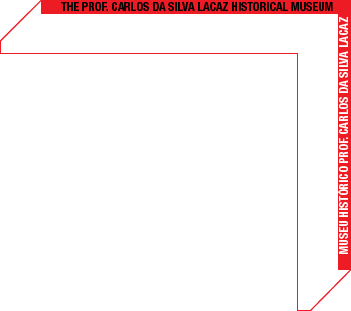 THE PROF. CARLOS DA SILVA LACAZ HISTORICAL MUSEUM
MUSEU HISTÓRICO PROF. CARLOS DA SILVA LACAZ